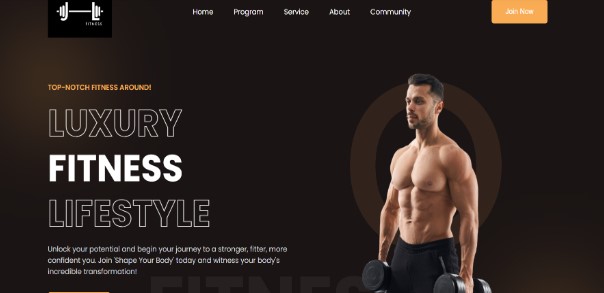 J L
FITNESS
Home Program Service About Community
Join Now
TOP-NOTCH FITNESS AROUND!
LUXURY
FITNESS
LIFESTYLE
Unlock your potential and begin your journey to a stronger, fitter, more
confident you. Join 'Shape Your Body' today and witness your body's
incredible transformation!
FITNESS